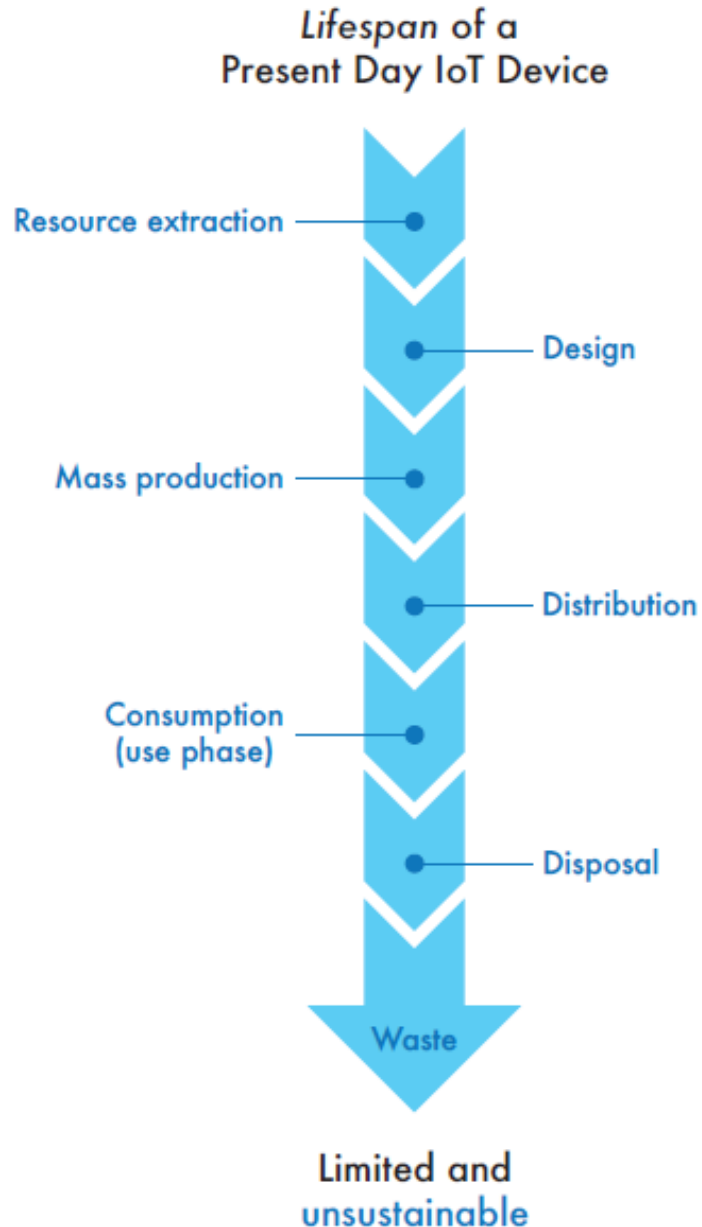 Lifespan of a
Present Day IoT Device
Resource extraction
Design
Mass production
Distribution
Consumption
(use phase)
Disposal
Waste
Limited and
unsustainable